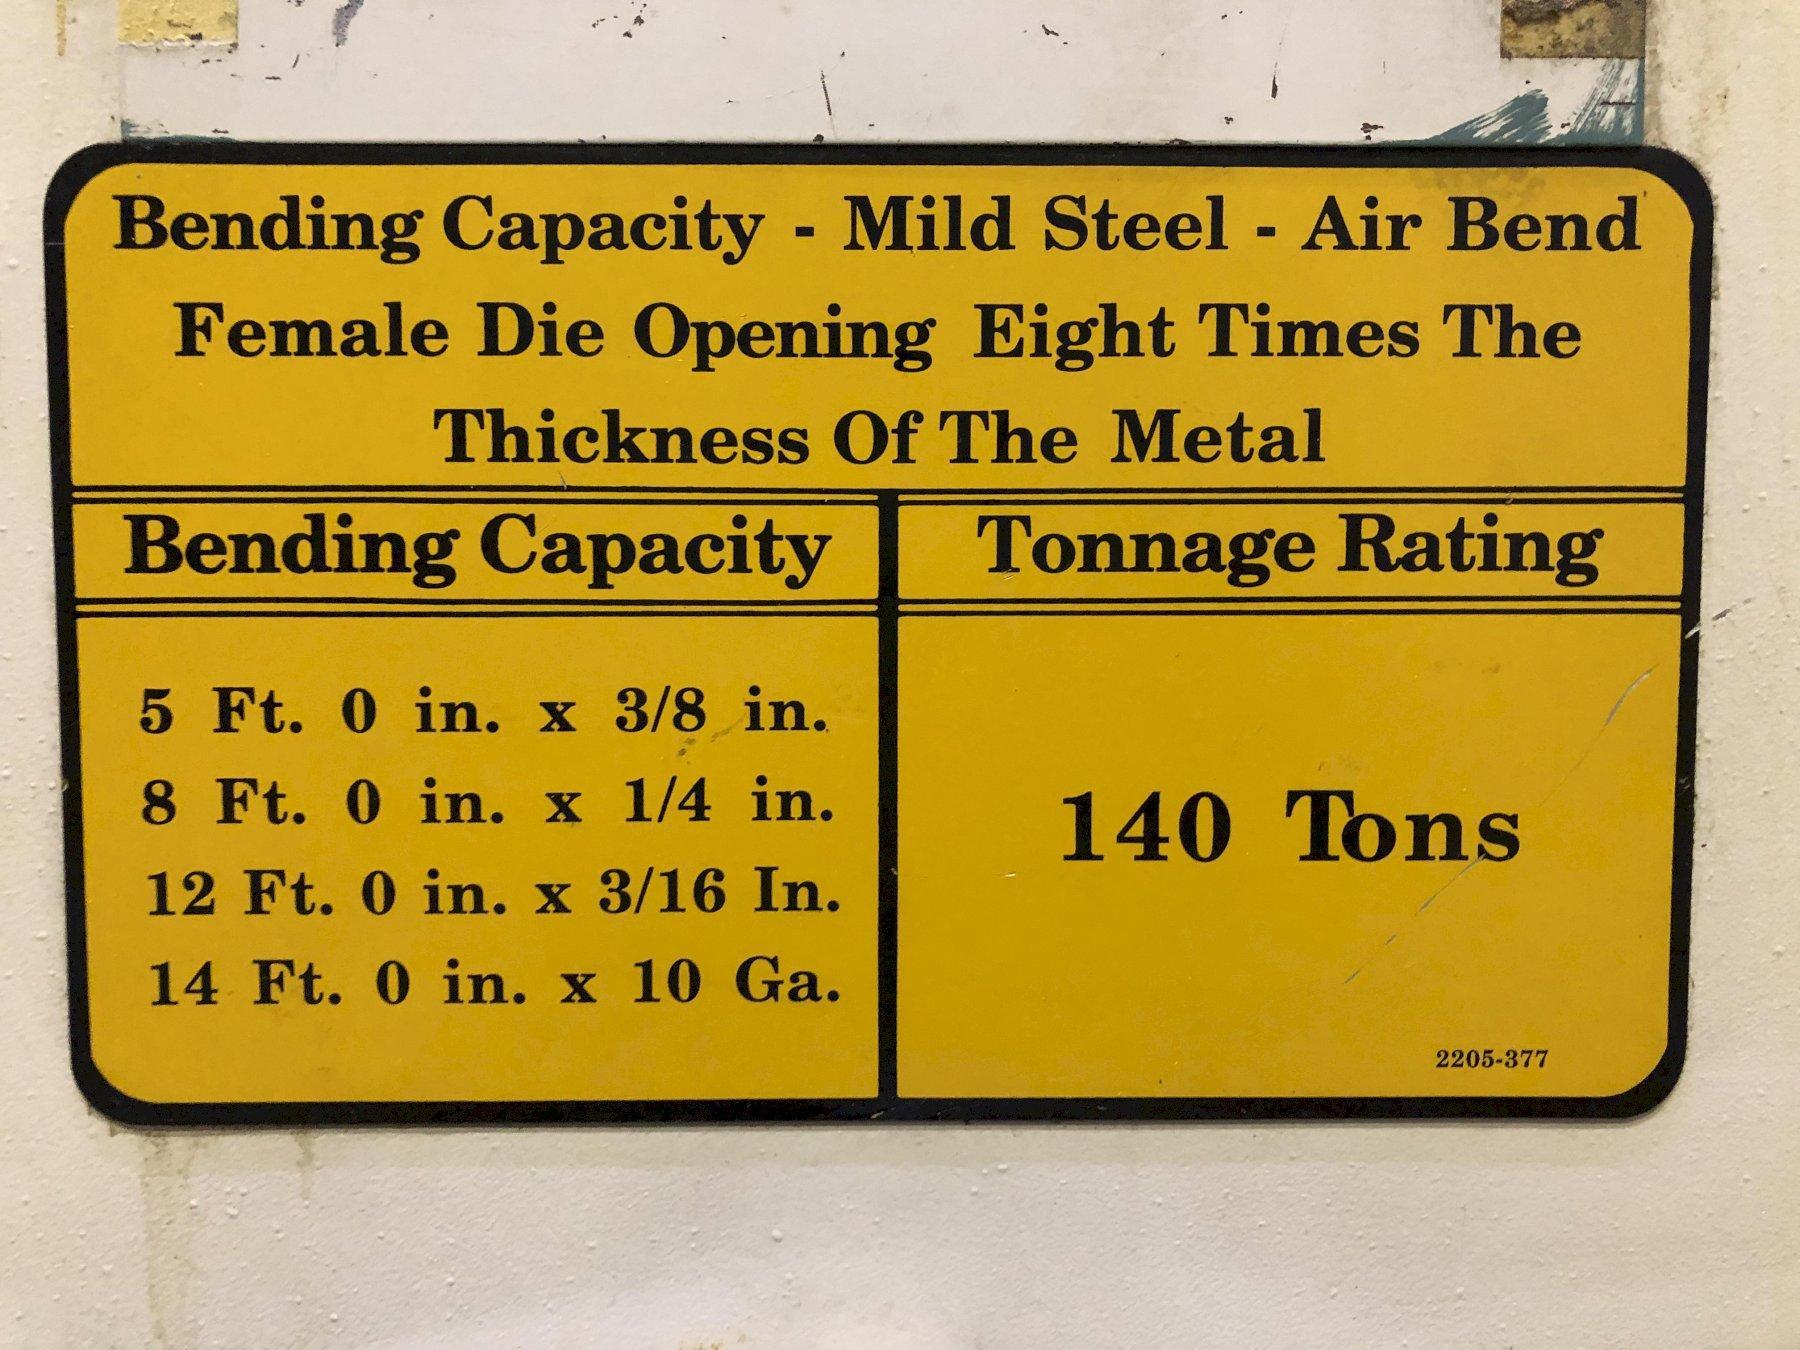 Bending Capacity - Mild Steel - Air Bend
Female Die Opening Eight Times The
Thickness Of The Metal
Bending Capacity
Tonnage Rating
5 Ft. 0 in. x 3/8 in.
8 Ft. 0 in. x 1/4 in.
12 Ft. 0 in. x 3/16 In.
14 Ft. 0 in. x 10 Ga.
140 Tons
2205-377